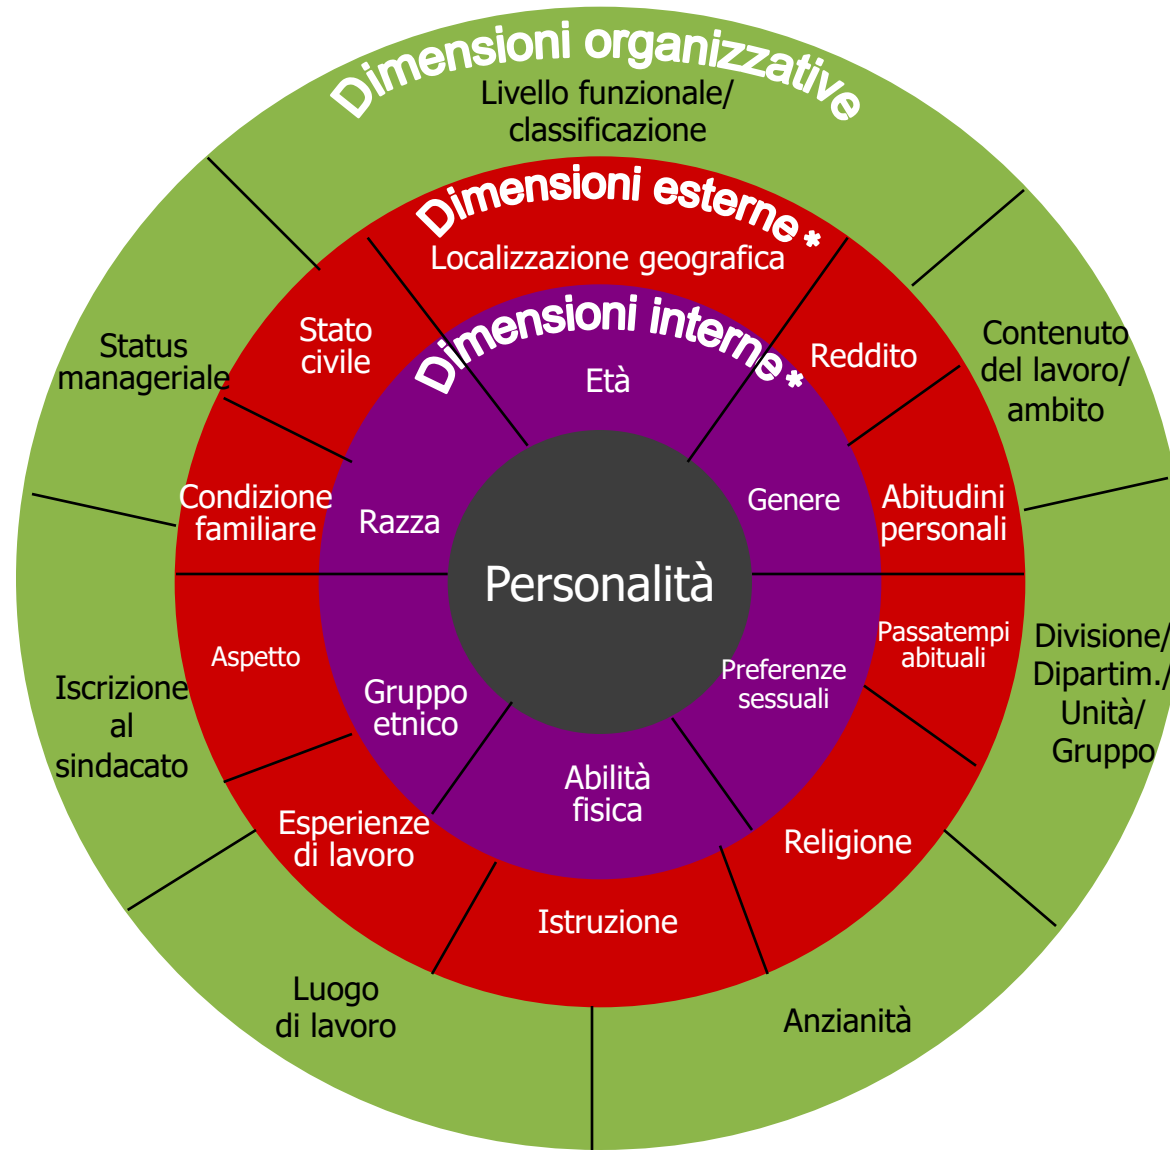 Dimensioni organizzative
Livello funzionale/
classificazione
Dimensioni esterne*
Localizzazione geografica
Dimensioni interne*
Età
Stato
civile
Reddito
Status
manageriale
Contenuto
del lavoro/
ambito
Condizione
familiare
Razza
Genere
Abitudini
personali
Personalità
Aspetto
Gruppo
etnico
Preferenze
sessuali
Passatempi
abituali
Divisione/
Dipartim./
Unità/
Gruppo
Iscrizione
al
sindacato
Abilità
fisica
Esperienze
di lavoro
Religione
Istruzione
Luogo
di lavoro
Anzianità